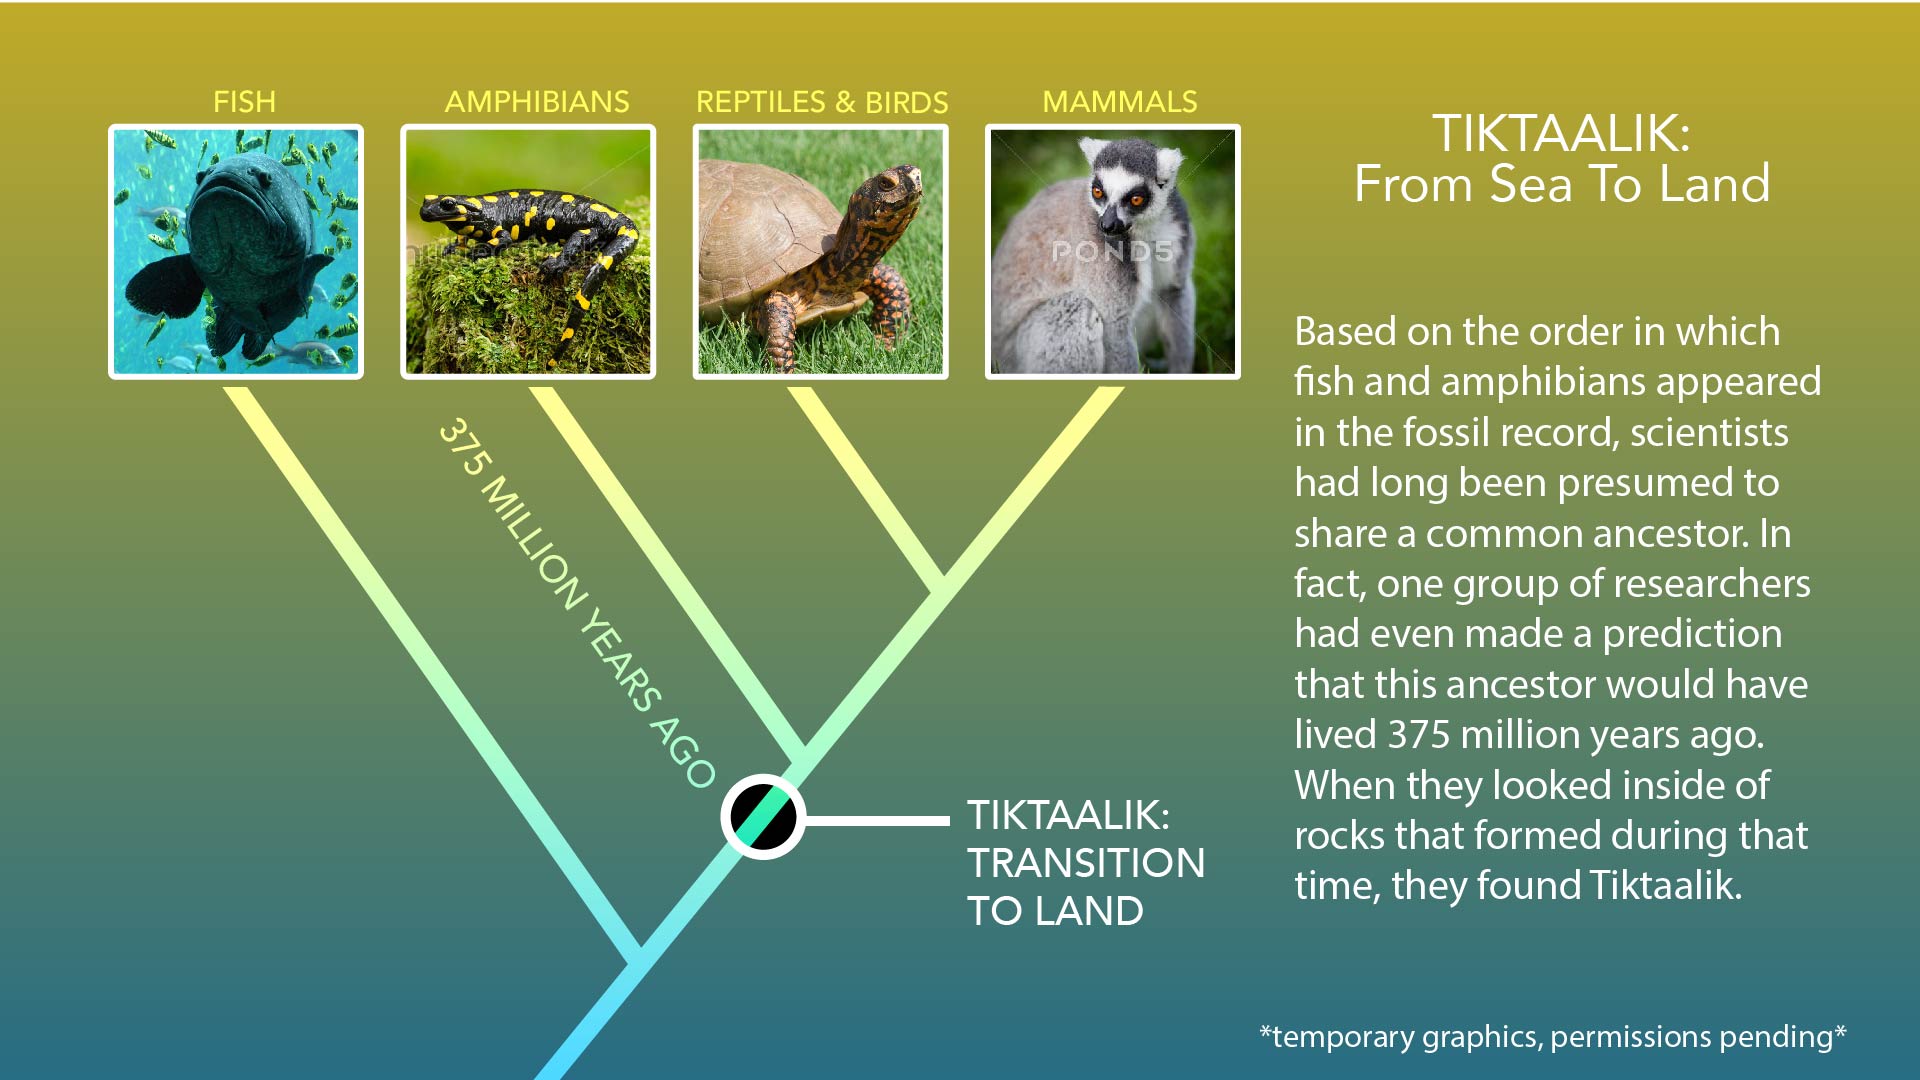 FISH
AMPHIBIANS
REPTILES & BIRDS
MAMMALS
POND5
375 MILLION YEARS AGO
TIKTAALIK:
TRANSITION
TO LAND
TIKTAALIK:
From Sea To Land
Based on the order in which
fish and amphibians appeared
in the fossil record, scientists
had long been presumed to
share a common ancestor. In
fact, one group of researchers
had even made a prediction
that this ancestor would have
lived 375 million years ago.
When they looked inside of
rocks that formed during that
time, they found Tiktaalik.
*temporary graphics, permissions pending*